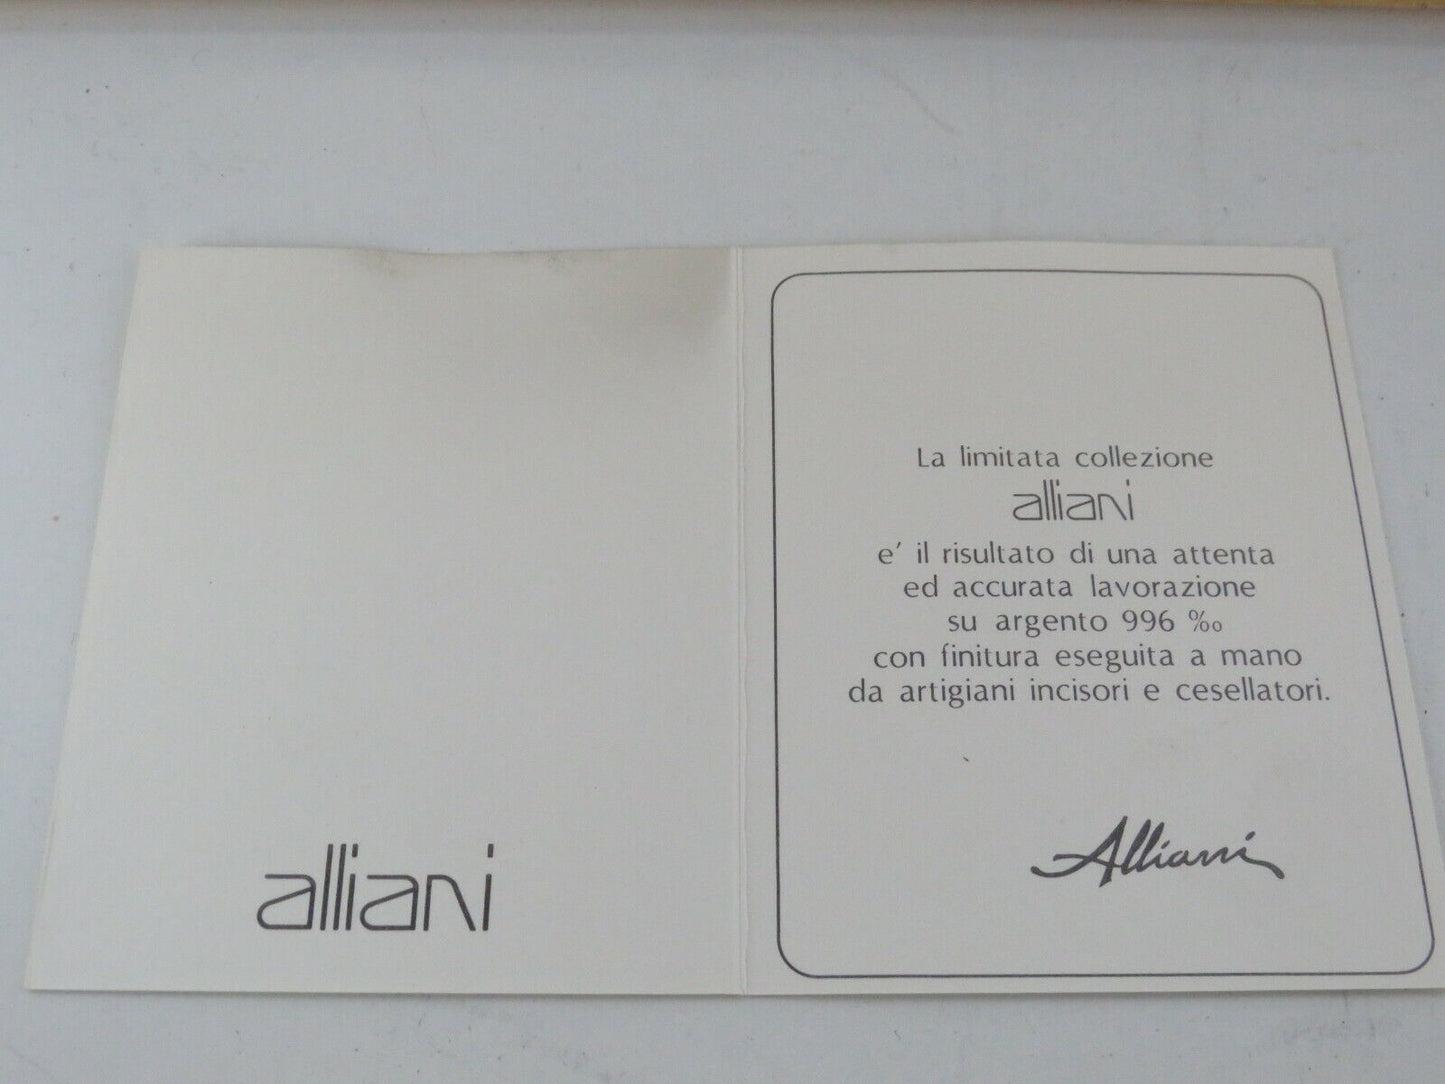 alliani
La limitata collezione
alliani
e' il risultato di una attenta
ed accurata lavorazione
su argento 996 ‰
con finitura eseguita a mano
da artigiani incisori e cesellatori.
Alliani